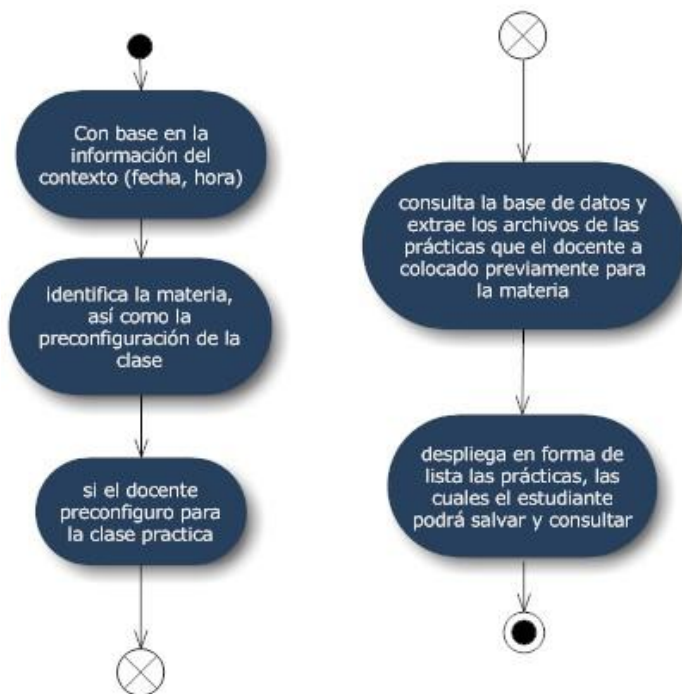 Con base en la
información del
contexto (fecha, hora)
identifica la materia,
así como la
preconfiguración de la
clase
si el docente
preconfiguro para
la clase practica
consulta la base de datos y
extrae los archivos de las
prácticas que el docente a
colocado previamente para
la materia
despliega en forma de
lista las prácticas, las
cuales el estudiante
podrá salvar y consultar